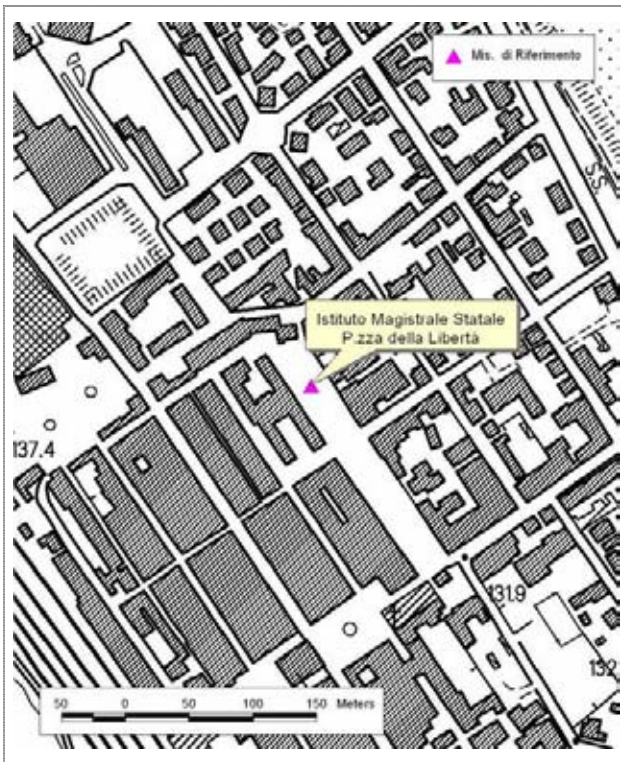 Mis. di Riferimento
Istituto Magistrale Statale
P.zza della Libertà
137.4
131.9
132
50 0 50 100 150 Meters